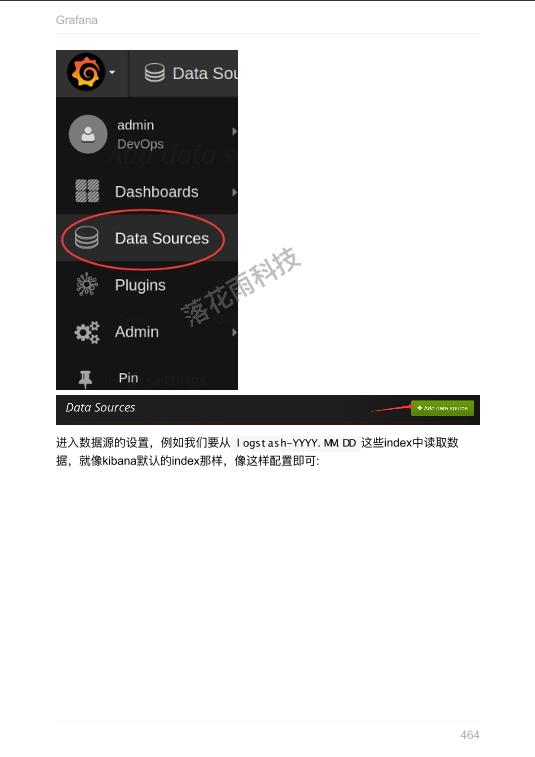 Grafana
Data Sou
admin
DevOps
Add data s
Dashboards
Data Sources
Plugins
Admin
Pin
落花雨科技
Data Sources
+ Add data source
进入数据源的设置，例如我们要从 logstash-YYYY.MM.DD 这些index中读取数
据，就像kibana默认的index那样，像这样配置即可:
464